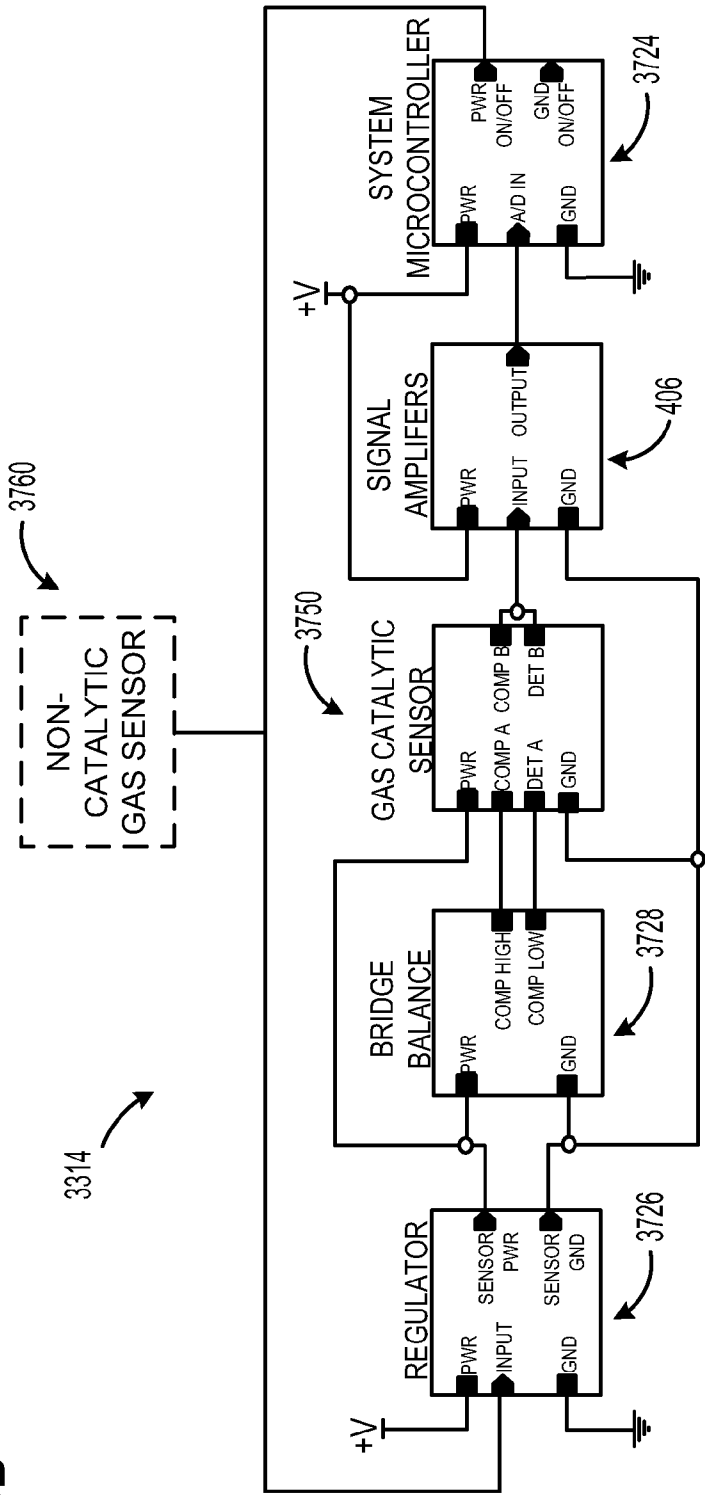 NON-
CATALYTIC
GAS SENSOR
3760
3314
REGULATOR
+V
PWR
INPUT
GND
SENSOR
PWR
SENSOR
GND
3726
BRIDGE
BALANCE
PWR
GND
COMP HIGH
COMP LOW
3728
GAS CATALYTIC
SENSOR
3750
PWR
COMP A
DET A
GND
COMP B
DET B
SIGNAL
AMPLIFERS
PWR
INPUT
GND
OUTPUT
406
+V
SYSTEM
MICROCONTROLLER
PWR
A/D IN
GND
PWR
ON/OFF
GND
ON/OFF
3724